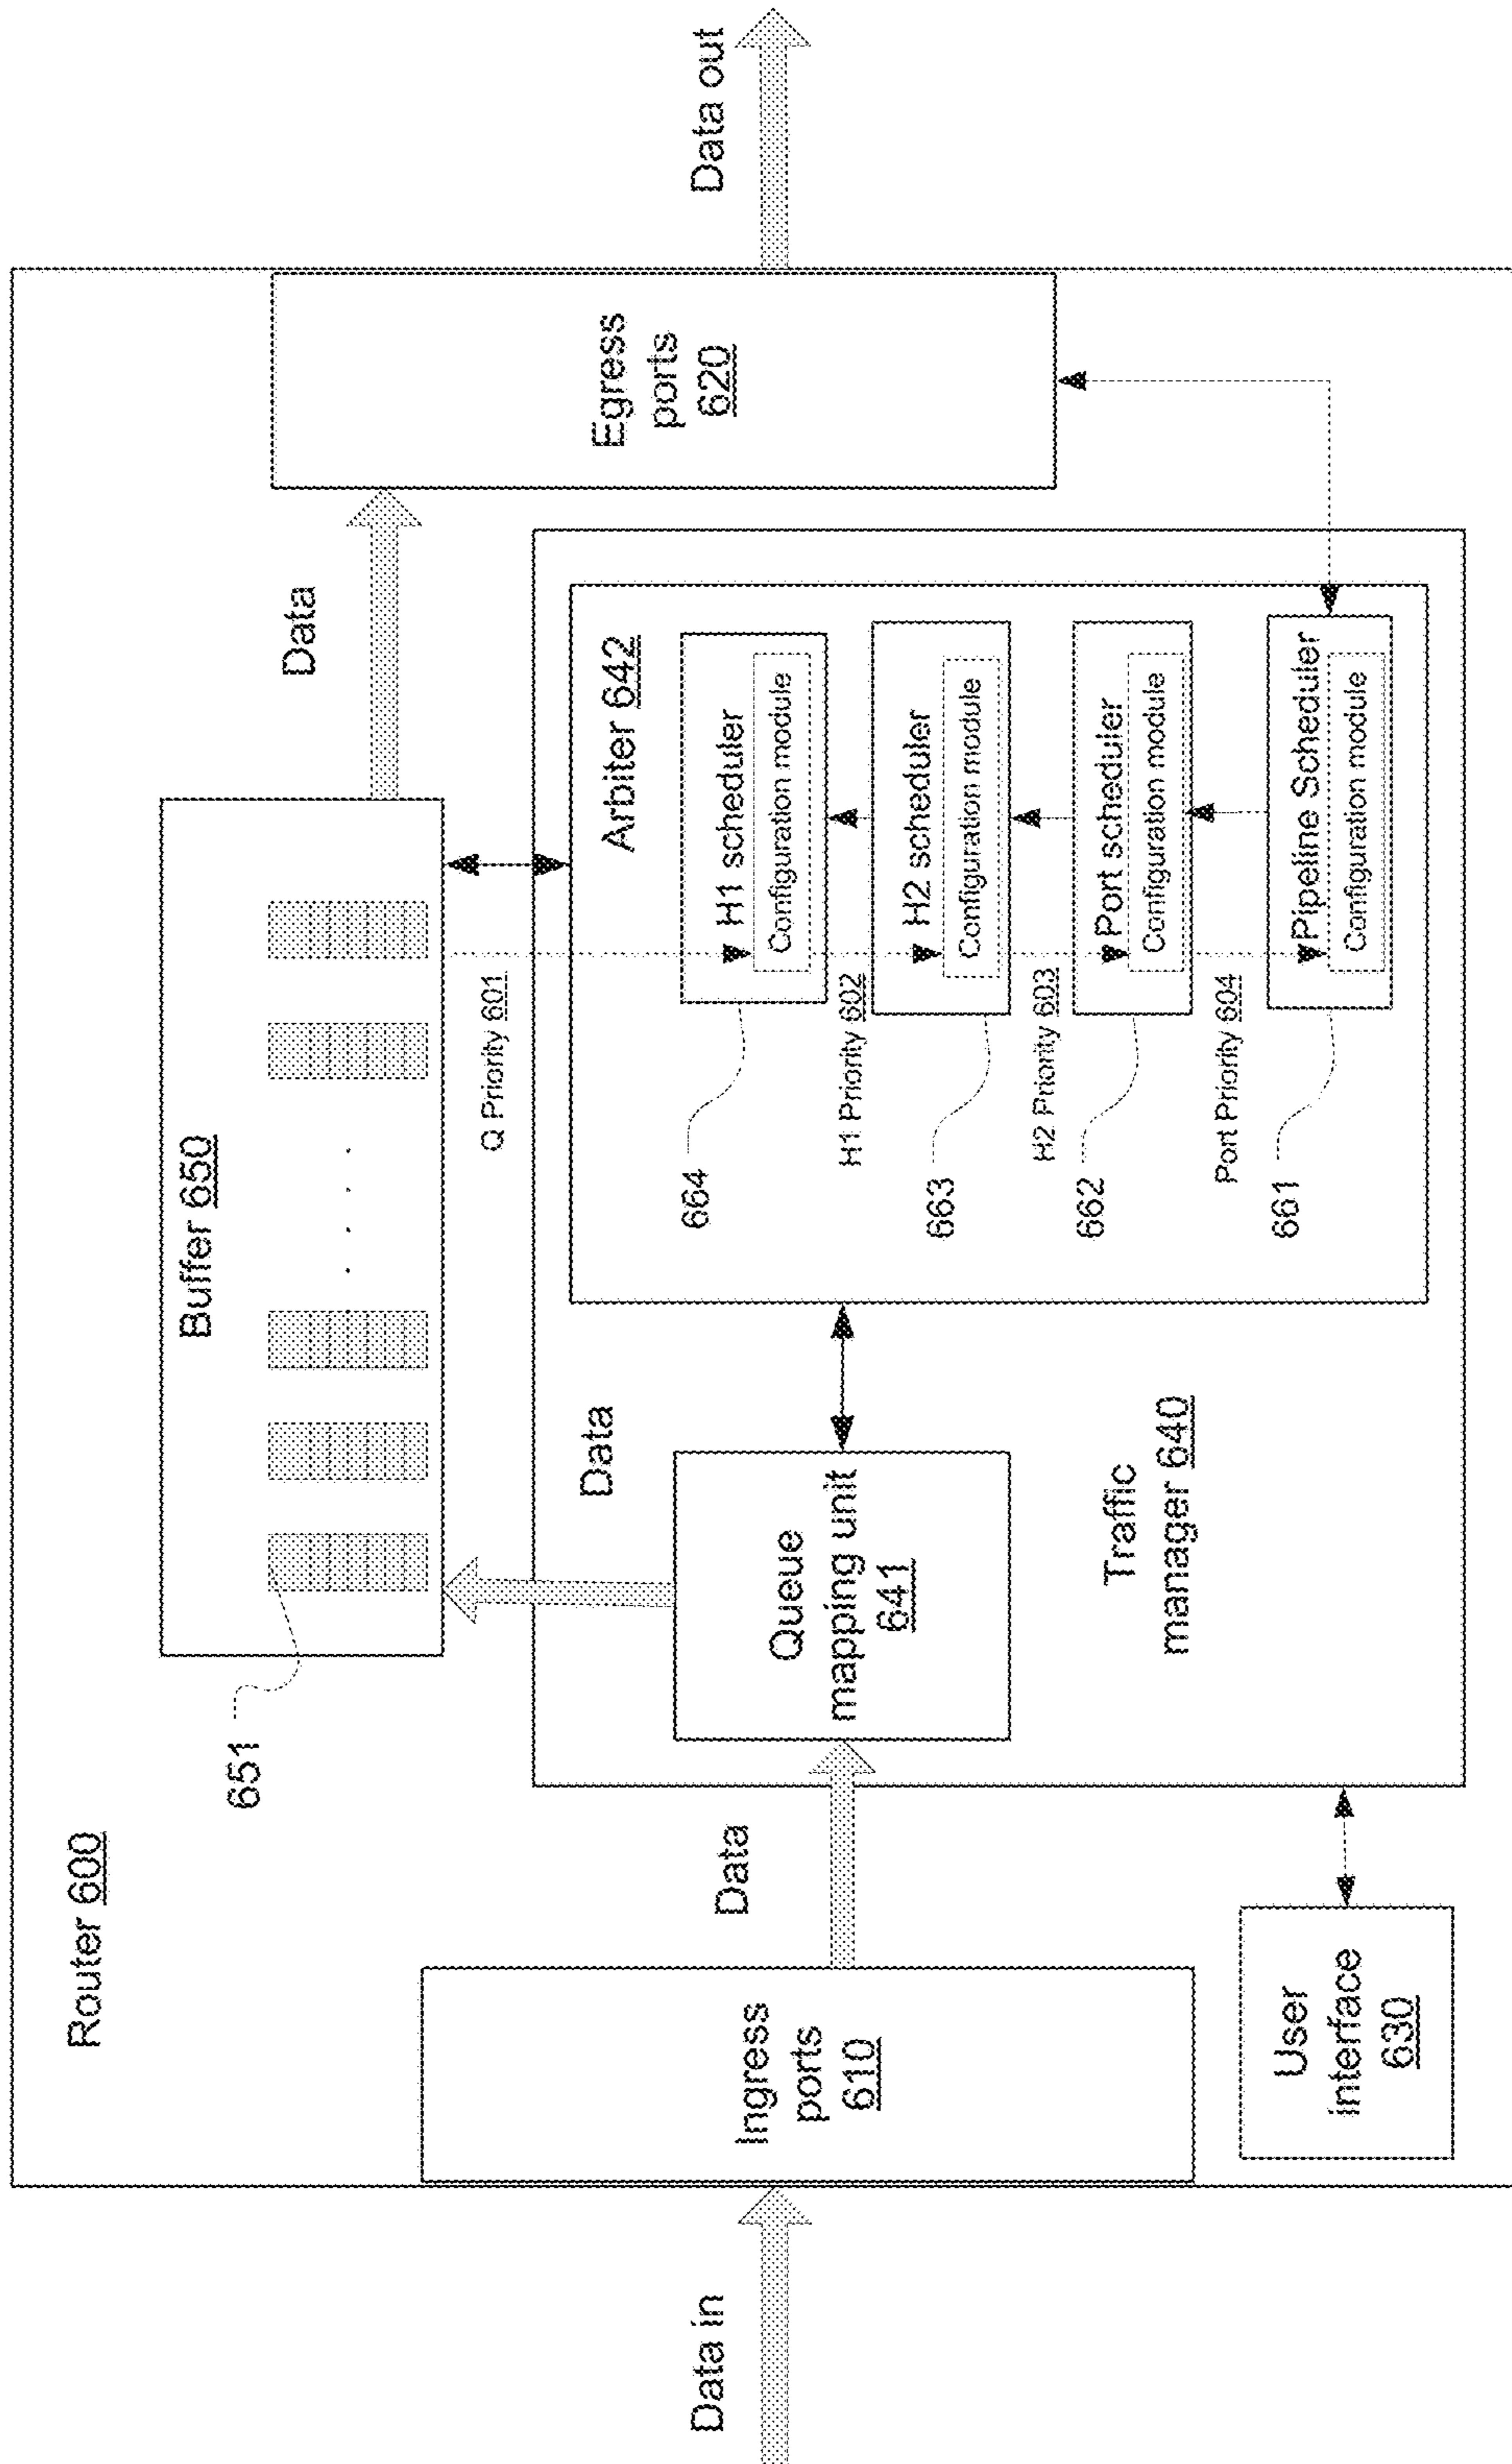 Router 600
Data in
Ingress
ports
610
Data
User
interface
630
651
Buffer 650
Data
Queue
mapping unit
641
Traffic
manager 640
Q Priority 601
Data
Arbiter 642
H1 scheduler
Configuration module
664
H1 Priority 602
H2 scheduler
Configuration module
663
H2 Priority 603
Port scheduler
Configuration module
662
Port Priority 604
Pipeline Scheduler
Configuration module
661
Egress
ports
620
Data out